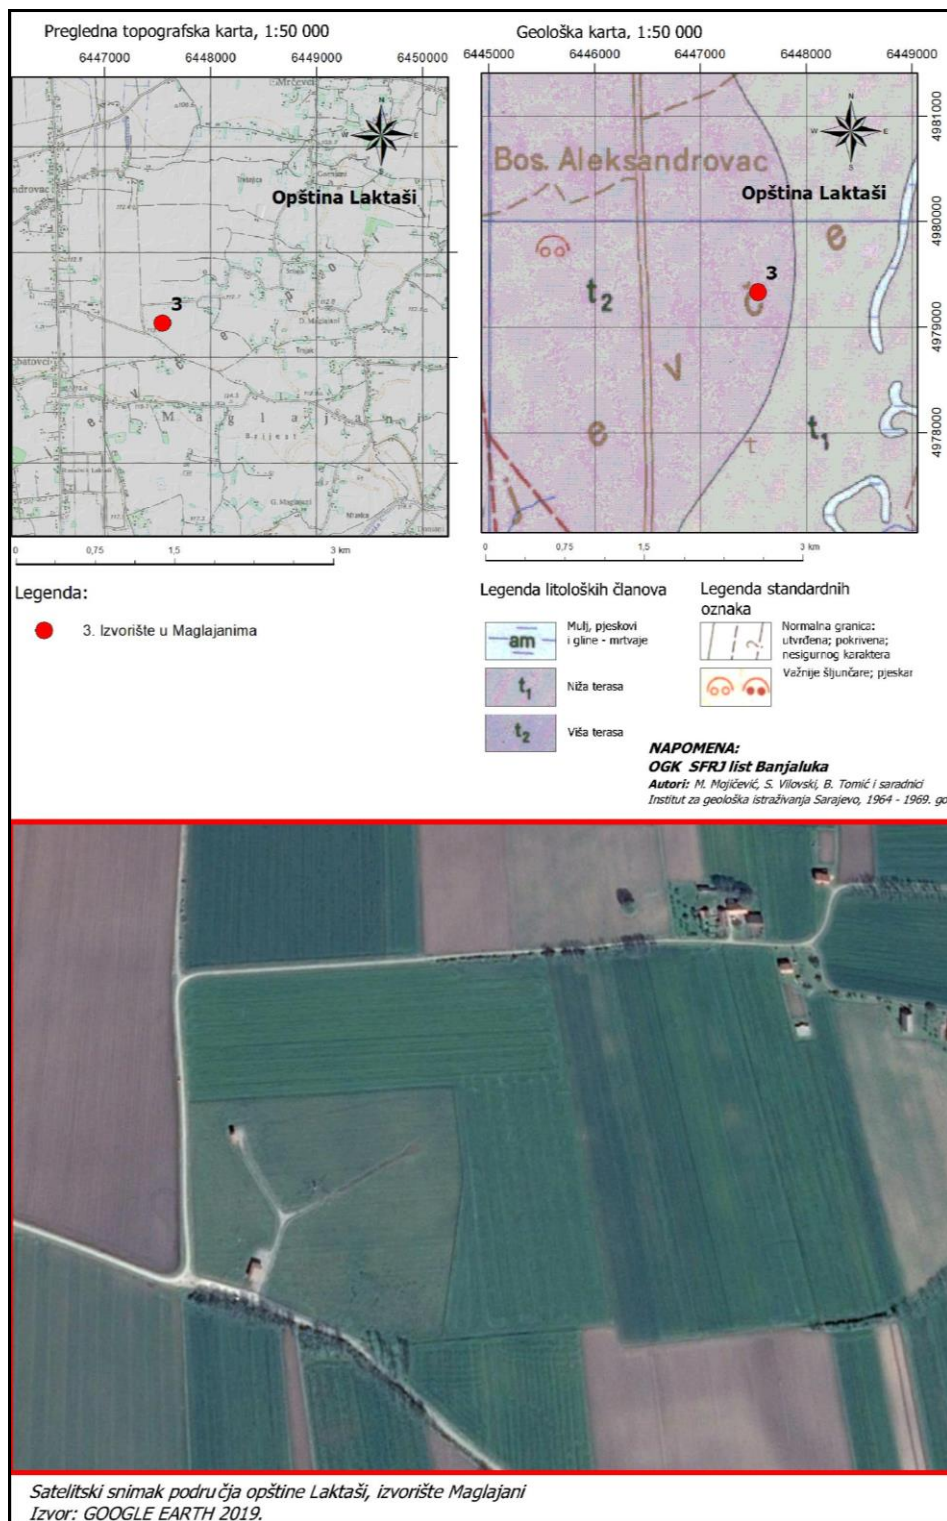 Pregledna topografska karta, 1:50 000
6447000 6448000 6449000 6450000
Mrčevci
N
W E
S
Opština Laktaši
3
D. Maglajani
M a g l a j a n i
B r i j e s t
G. Maglajani
0 0,75 1,5 3 km
Legenda:
3. Izvorište u Maglajanima
Geološka karta, 1:50 000
6445000 6446000 6447000 6448000 6449000
4981000
4980000
4979000
4978000
N
W E
S
Bos. Aleksandrovac
Opština Laktaši
e
3
t2
č
v
e
t
t1
0 0,75 1,5 3 km
Legenda litoloških članova
am
Mulj, pjeskovi
i gline - mrtvaje
t1
Niža terasa
t2
Viša terasa
Legenda standardnih
oznaka
?
Normalna granica:
utvrđena; pokrivena;
nesigurnog karaktera
Važnije šljunčare; pjeskar
NAPOMENA:
OGK SFRJ list Banjaluka
Autori: M. Mojičević, S. Vilovski, B. Tomić i saradnici
Institut za geološka istraživanja Sarajevo, 1964 - 1969. go
Satelitski snimak područja opštine Laktaši, izvorište Maglajani
Izvor: GOOGLE EARTH 2019.